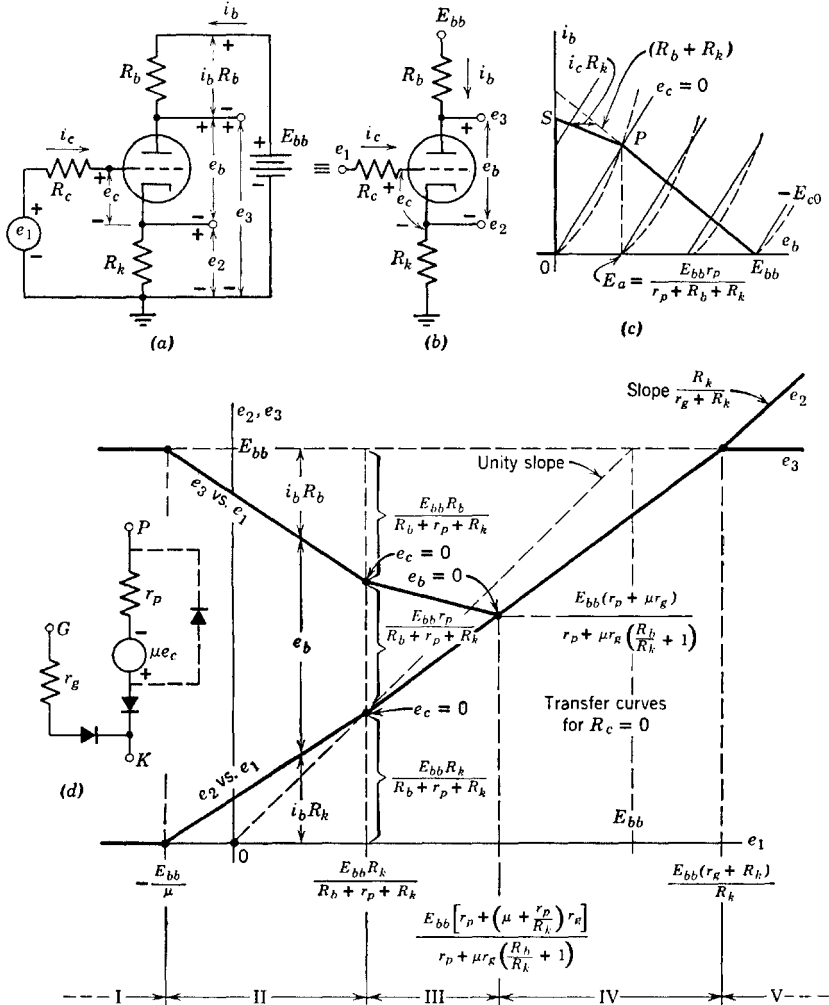 i_b
R_b
i_b R_b
E_bb
i_c
R_c
e_c
e_b
e_3
e_1
R_k
e_2
(a)
≡
E_bb
R_b
i_b
e_3
i_c
e_1
R_c
e_c
e_b
e_2
R_k
(b)
i_b
i_c R_k
(R_b + R_k)
e_c = 0
S
P
-E_c0
e_b
0
E_bb
E_a = E_bb r_p / (r_p + R_b + R_k)
(c)
Slope R_k / (r_g + R_k)
e_2
e_2, e_3
E_bb
Unity slope
e_3
e_3 vs. e_1
i_b R_b
E_bb R_b / (R_b + r_p + R_k)
e_c = 0
e_b = 0
P
r_p
μe_c
G
r_g
K
(d)
e_b
E_bb r_p / (R_b + r_p + R_k)
E_bb (r_p + μr_g) / (r_p + μr_g (R_b/R_k + 1))
e_c = 0
Transfer curves
for R_c = 0
e_2 vs. e_1
i_b R_k
E_bb R_k / (R_b + r_p + R_k)
E_bb
e_1
0
-E_bb/μ
E_bb R_k / (R_b + r_p + R_k)
E_bb (r_g + R_k) / R_k
E_bb [r_p + (μ + r_p/R_k) r_g] / (r_p + μr_g (R_b/R_k + 1))
I
II
III
IV
V